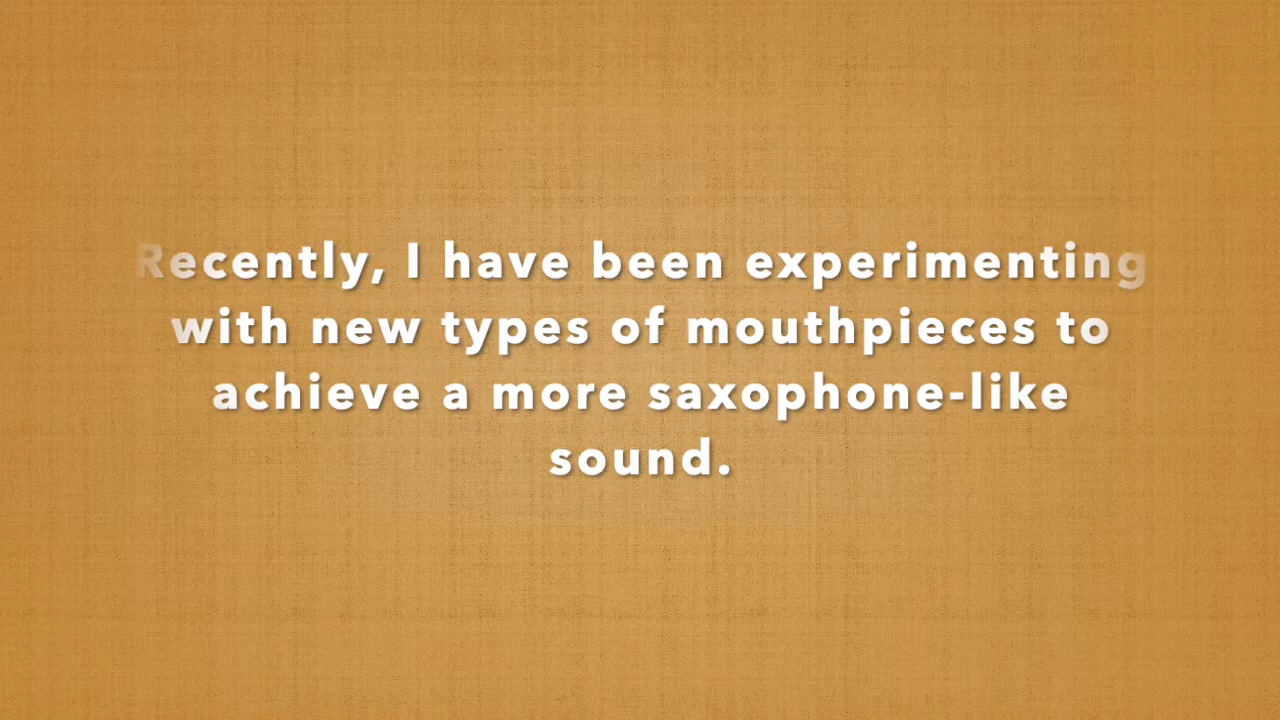 Recently, I have been experimenting
with new types of mouthpieces to
achieve a more saxophone-like
sound.